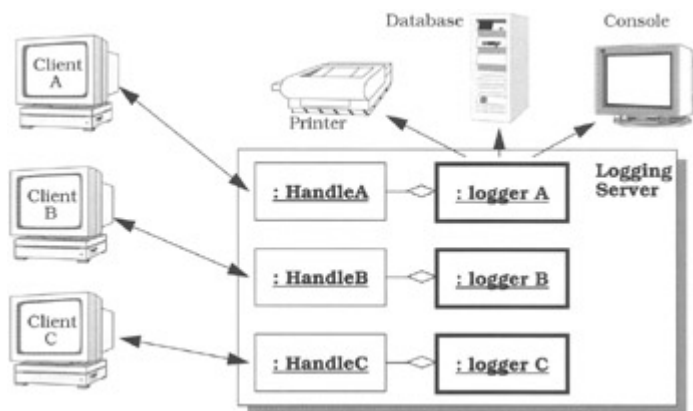 Database
Console
Client
A
Printer
Logging
Server
: HandleA
: logger A
Client
B
: HandleB
: logger B
Client
C
: HandleC
: logger C